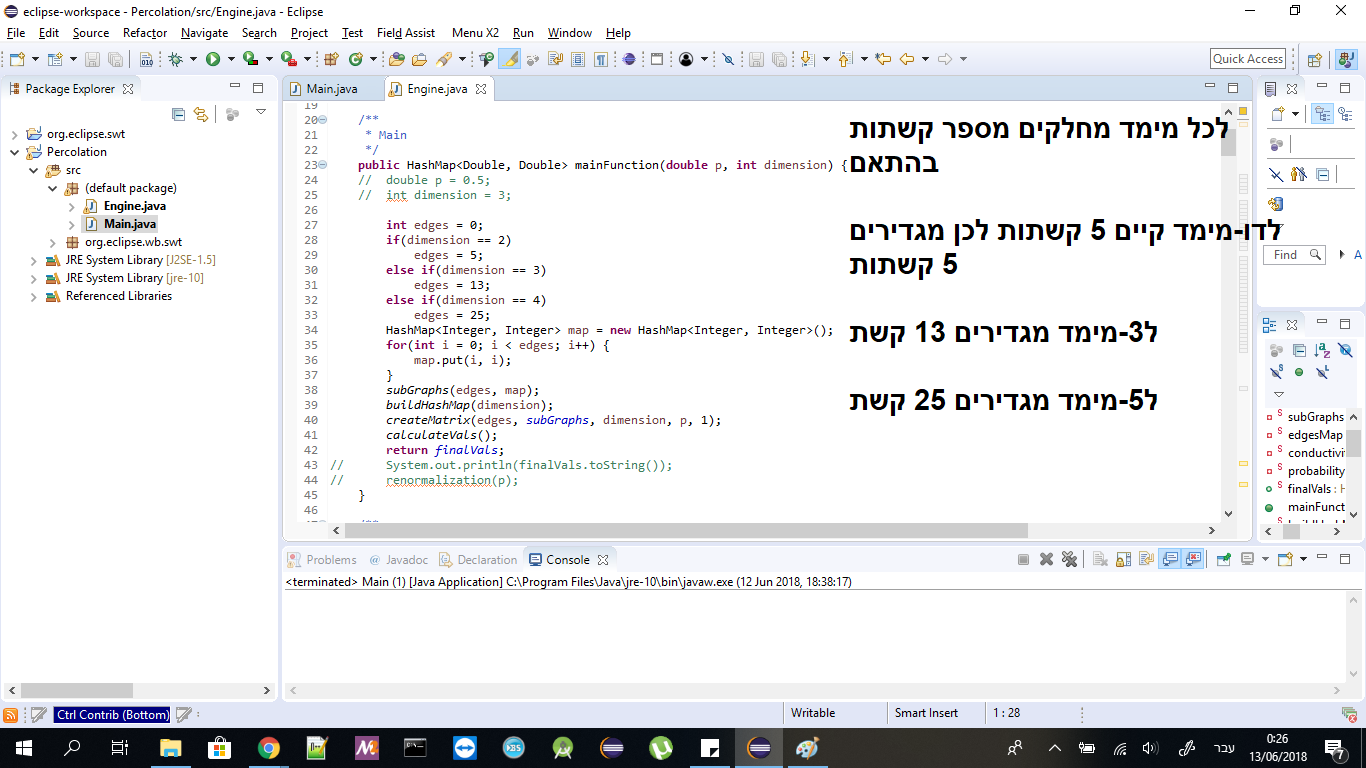 eclipse-workspace - Percolation/src/Engine.java - Eclipse
File Edit Source Refactor Navigate Search Project Test Field Assist Menu X2 Run Window Help
Quick Access
Package Explorer
org.eclipse.swt
Percolation
src
(default package)
Engine.java
Main.java
org.eclipse.wb.swt
JRE System Library [J2SE-1.5]
JRE System Library [jre-10]
Referenced Libraries
Main.java Engine.java
19
20 /**
21 * Main
22 */
23 public HashMap<Double, Double> mainFunction(double p, int dimension) {
24 // double p = 0.5;
25 // int dimension = 3;
26
27 int edges = 0;
28 if(dimension == 2)
29 edges = 5;
30 else if(dimension == 3)
31 edges = 13;
32 else if(dimension == 4)
33 edges = 25;
34 HashMap<Integer, Integer> map = new HashMap<Integer, Integer>();
35 for(int i = 0; i < edges; i++) {
36 map.put(i, i);
37 }
38 subGraphs(edges, map);
39 buildHashMap(dimension);
40 createMatrix(edges, subGraphs, dimension, p, 1);
41 calculateVals();
42 return finalVals;
43 // System.out.println(finalVals.toString());
44 // renormalization(p);
45 }
46
לכל מימד מחלקים מספר קשתות
בהתאם
לדו-מימד קיים 5 קשתות לכן מגדירים
5 קשתות
ל3-מימד מגדירים 13 קשת
ל5-מימד מגדירים 25 קשת
Find
A
subGraphs
edgesMap
conductivi
probability
finalVals : H
mainFunct
Problems @ Javadoc Declaration Console
<terminated> Main (1) [Java Application] C:\Program Files\Java\jre-10\bin\javaw.exe (12 Jun 2018, 18:38:17)
Ctrl Contrib (Bottom)
Writable Smart Insert 1 : 28
עבר
0:26
13/06/2018
7